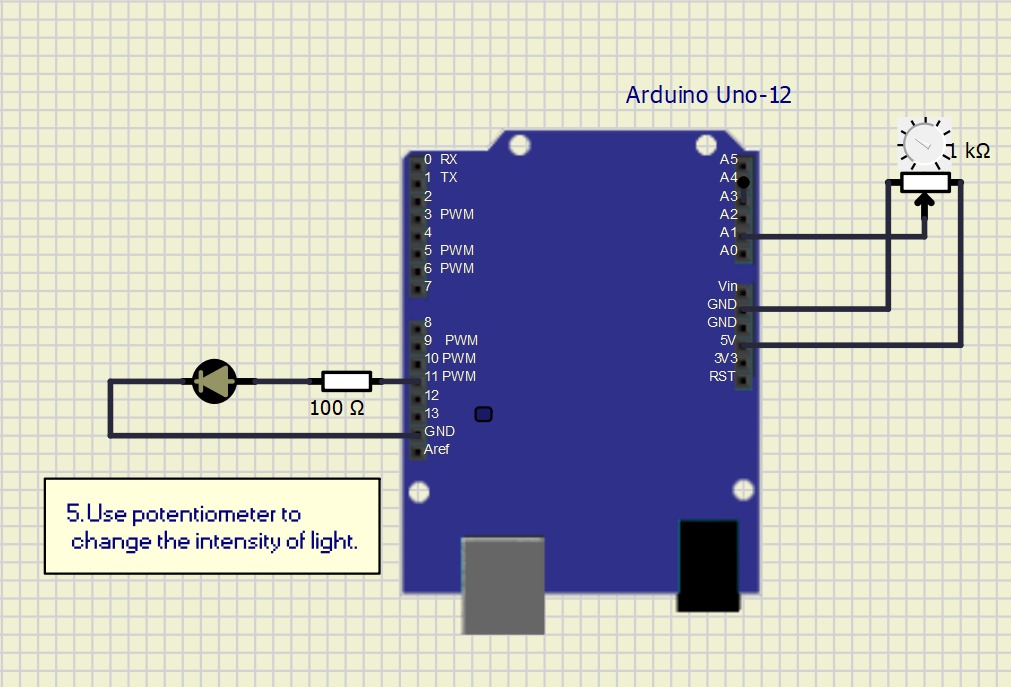 Arduino Uno-12
1 kΩ
0 RX
1 TX
2
3 PWM
4
5 PWM
6 PWM
7
8
9 PWM
10 PWM
11 PWM
12
13
GND
Aref
A5
A4
A3
A2
A1
A0
Vin
GND
GND
5V
3V3
RST
100 Ω
5.Use potentiometer to
change the intensity of light.